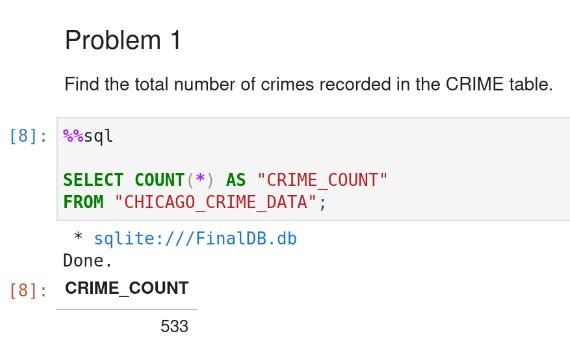 Problem 1
Find the total number of crimes recorded in the CRIME table.
[8]: %%sql
SELECT COUNT(*) AS "CRIME_COUNT"
FROM "CHICAGO_CRIME_DATA";
* sqlite:///FinalDB.db
Done.
[8]: CRIME_COUNT
533